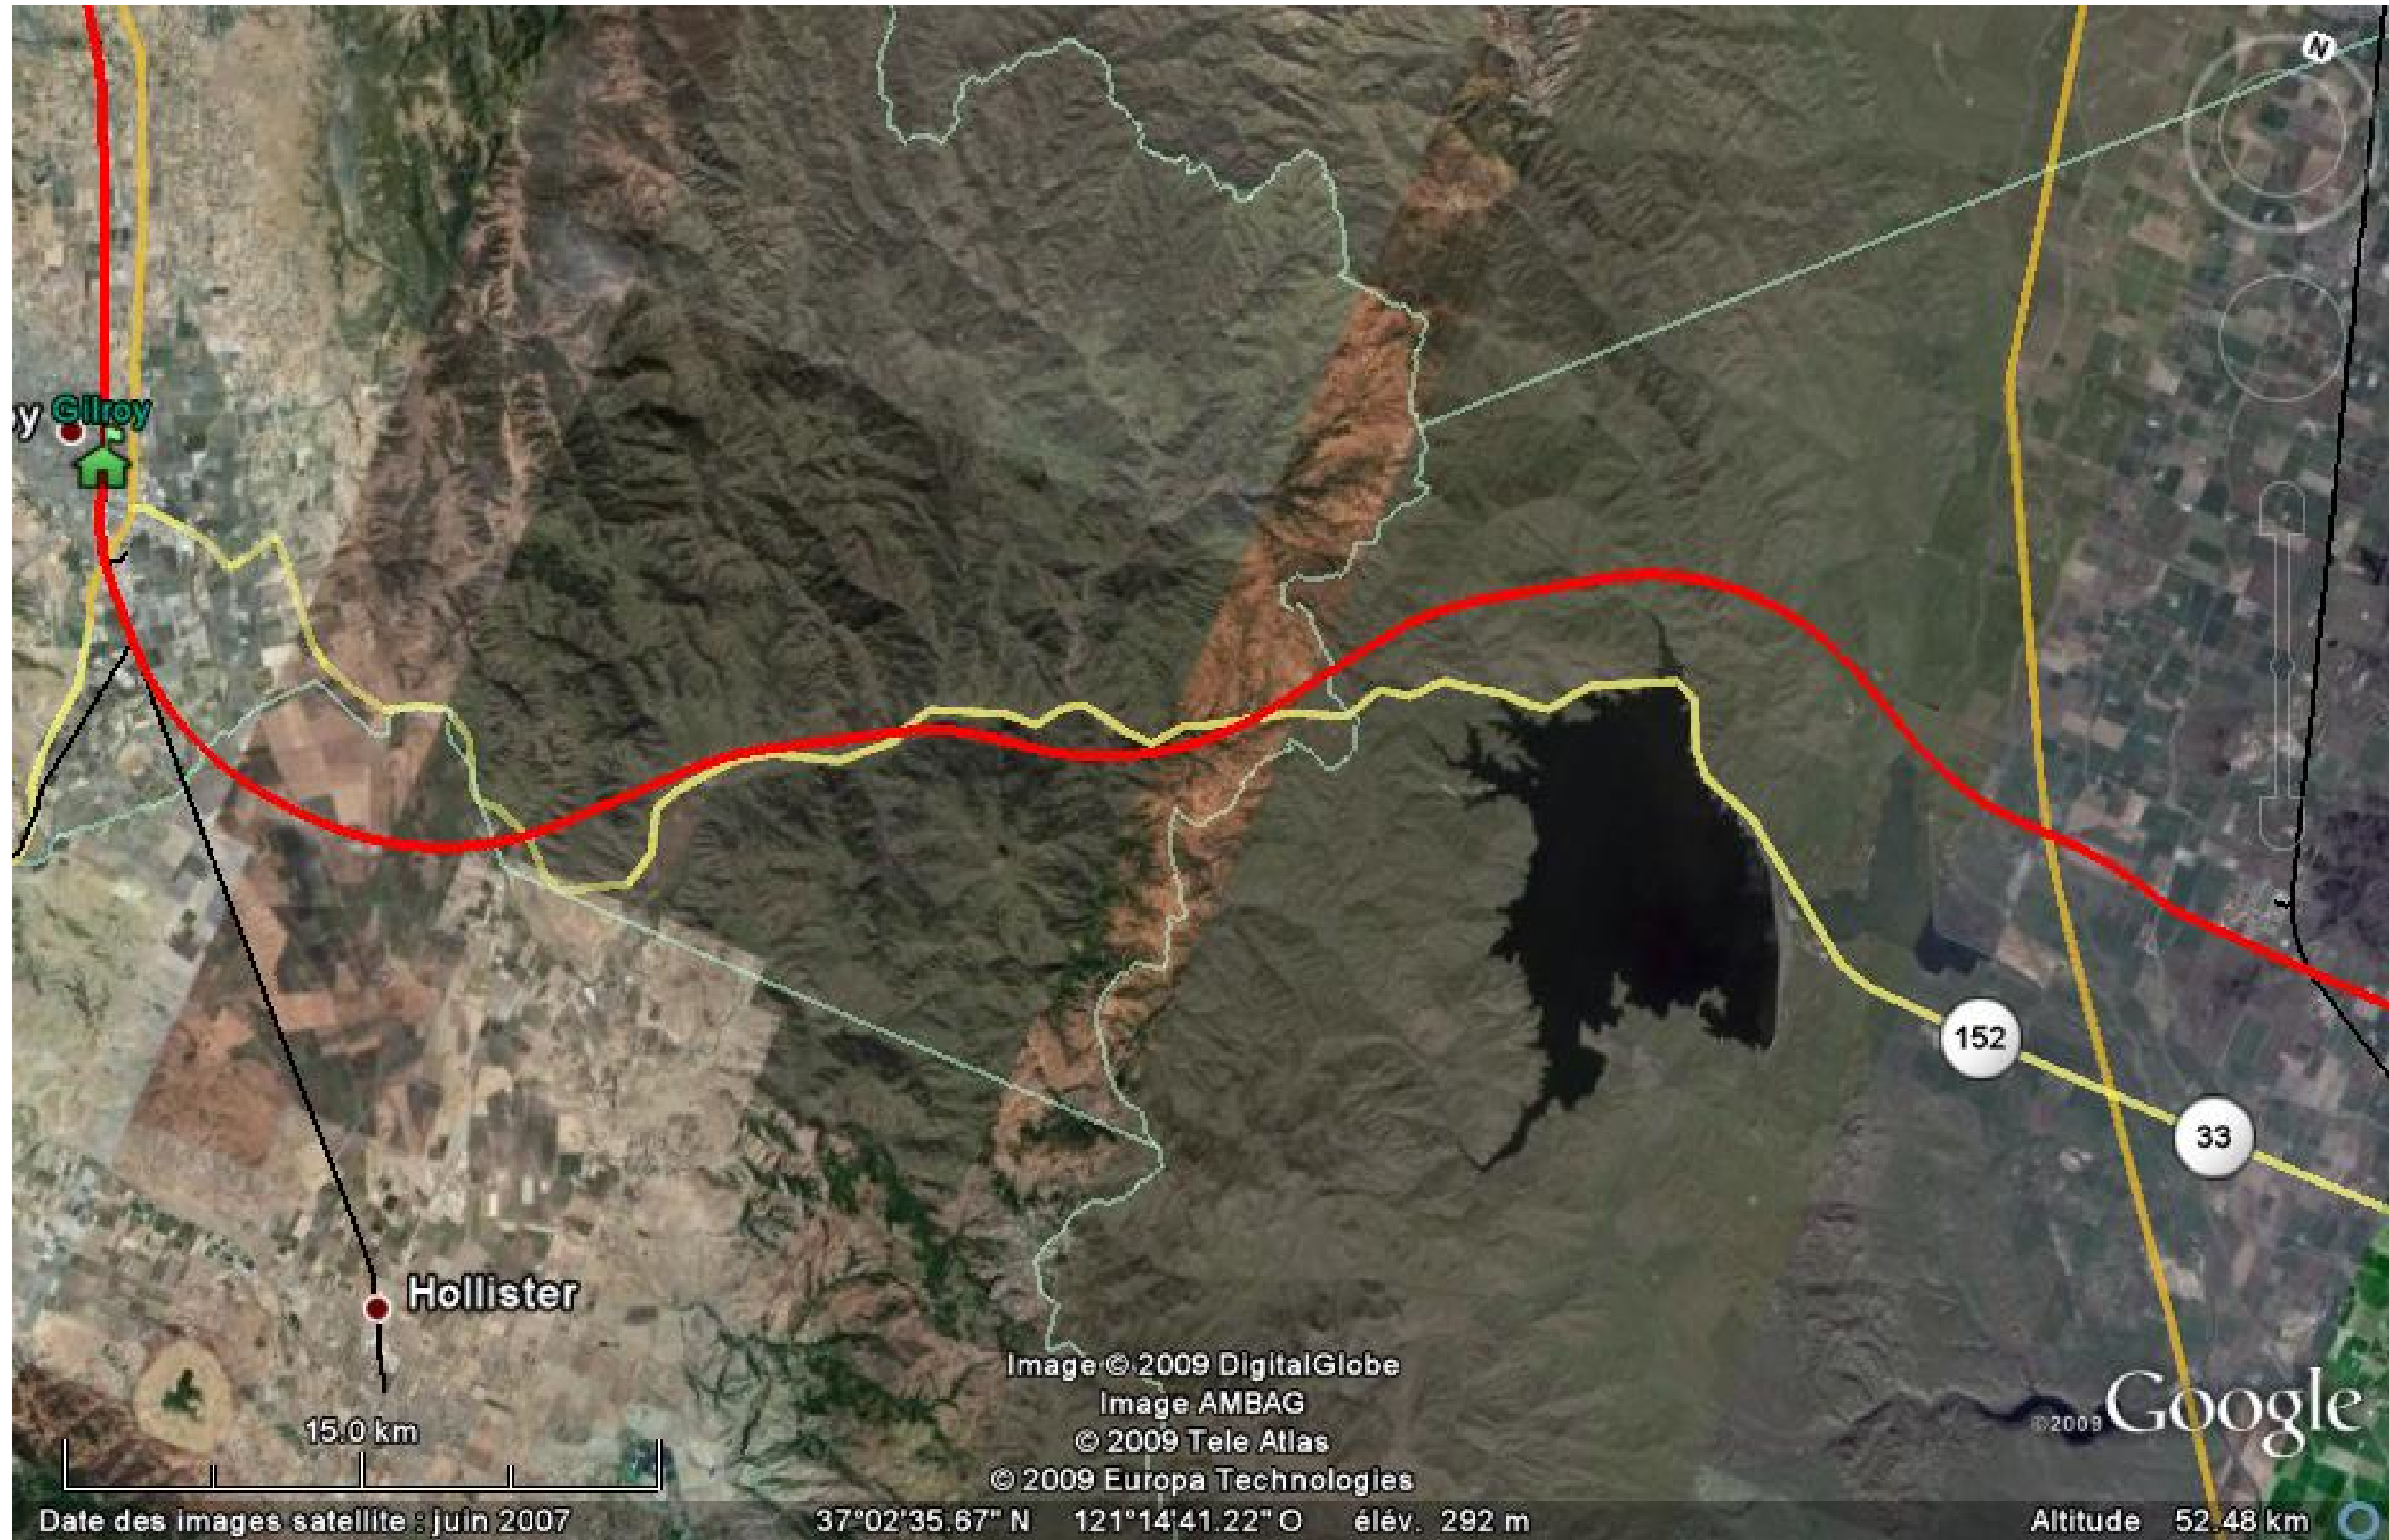 N
y Gilroy
152
33
Hollister
Image © 2009 DigitalGlobe
Image AMBAG
© 2009 Tele Atlas
© 2009 Europa Technologies
©2009 Google
15.0 km
Date des images satellite : juin 2007 37°02'35.67" N 121°14'41.22" O élév. 292 m Altitude 52.48 km